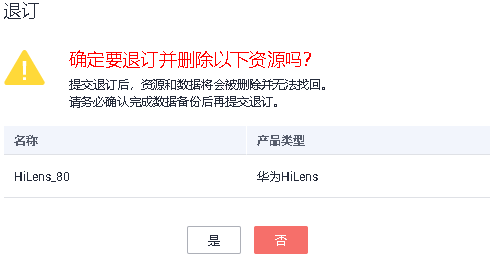 退订
确定要退订并删除以下资源吗?
提交退订后，资源和数据将会被删除并无法找回。
请务必确认完成数据备份后再提交退订。
名称 产品类型
HiLens_80 华为HiLens
是 否